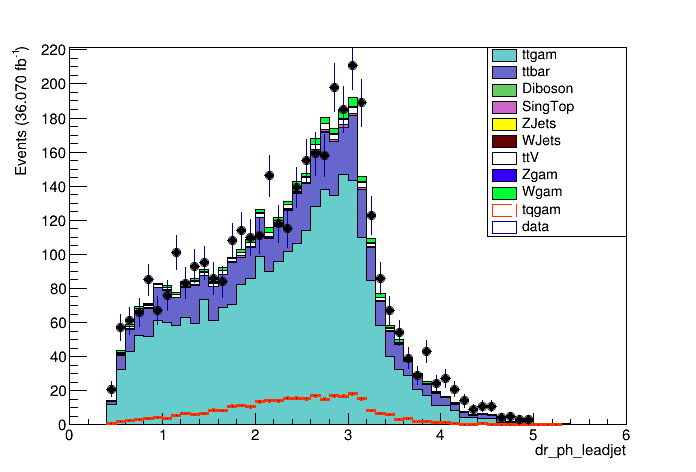 Events (36.070 fb⁻¹)
220
200
180
160
140
120
100
80
60
40
20
0
0 1 2 3 4 5 6
dr_ph_leadjet
ttgam
ttbar
Diboson
SingTop
ZJets
WJets
ttV
Zgam
Wgam
tqgam
data